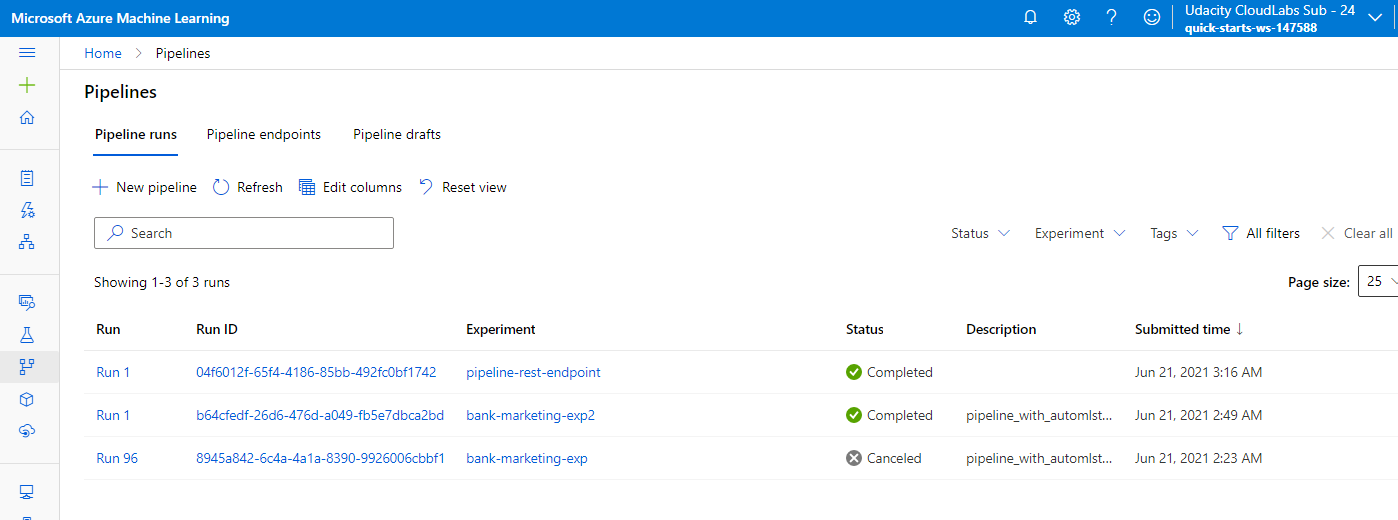 Microsoft Azure Machine Learning
Udacity CloudLabs Sub - 24
quick-starts-ws-147588
Home > Pipelines
Pipelines
Pipeline runs Pipeline endpoints Pipeline drafts
New pipeline Refresh Edit columns Reset view
Search Status Experiment Tags All filters Clear all
Showing 1-3 of 3 runs Page size: 25
Run Run ID Experiment Status Description Submitted time ↓
Run 1 04f6012f-65f4-4186-85bb-492fc0bf1742 pipeline-rest-endpoint Completed Jun 21, 2021 3:16 AM
Run 1 b64cfedf-26d6-476d-a049-fb5e7dbca2bd bank-marketing-exp2 Completed pipeline_with_automlst... Jun 21, 2021 2:49 AM
Run 96 8945a842-6c4a-4a1a-8390-9926006cbbf1 bank-marketing-exp Canceled pipeline_with_automlst... Jun 21, 2021 2:23 AM